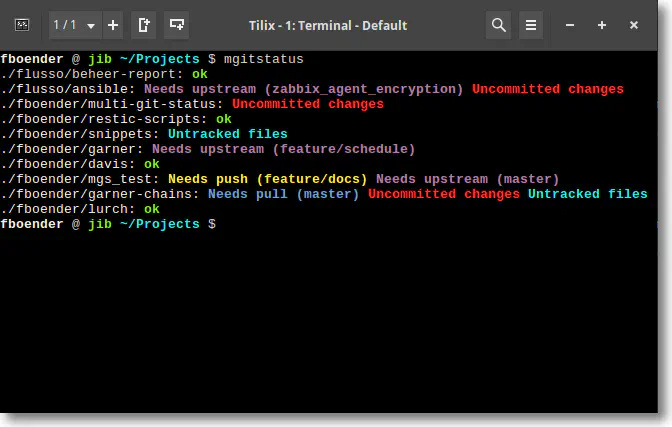 1 / 1
Tilix - 1: Terminal - Default
fboender @ jib ~/Projects $ mgitstatus
./flusso/beheer-report: ok
./flusso/ansible: Needs upstream (zabbix_agent_encryption) Uncommitted changes
./fboender/multi-git-status: Uncommitted changes
./fboender/restic-scripts: ok
./fboender/snippets: Untracked files
./fboender/garner: Needs upstream (feature/schedule)
./fboender/davis: ok
./fboender/mgs_test: Needs push (feature/docs) Needs upstream (master)
./fboender/garner-chains: Needs pull (master) Uncommitted changes Untracked files
./fboender/lurch: ok
fboender @ jib ~/Projects $